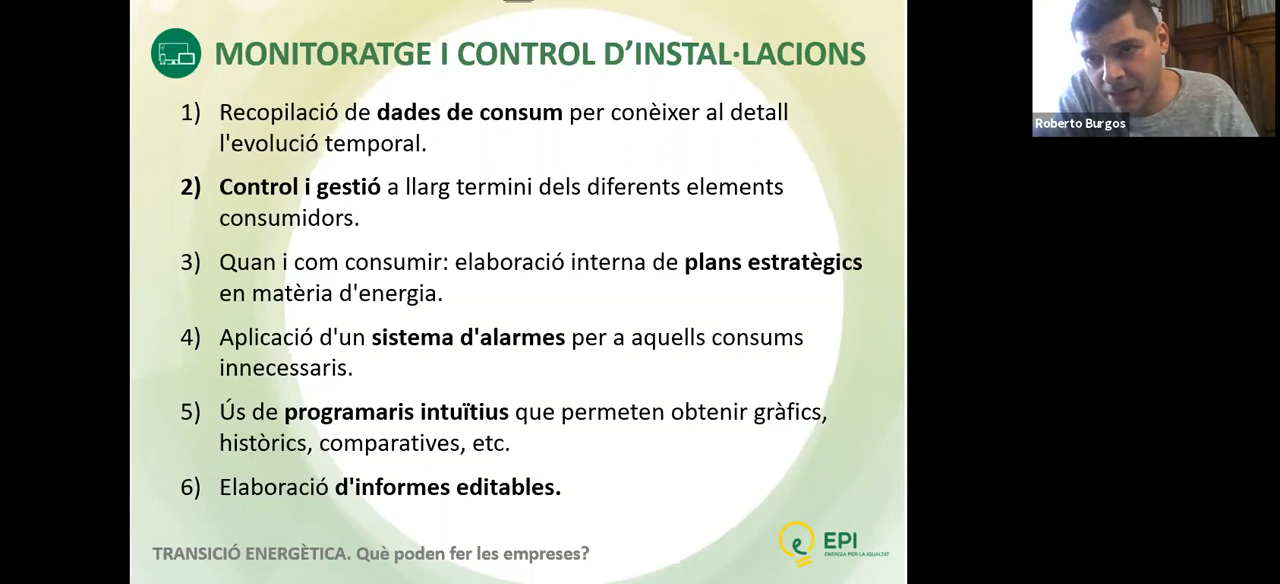 MONITORATGE I CONTROL D'INSTAL·LACIONS
1) Recopilació de dades de consum per conèixer al detall
l'evolució temporal.
2) Control i gestió a llarg termini dels diferents elements
consumidors.
3) Quan i com consumir: elaboració interna de plans estratègics
en matèria d'energia.
4) Aplicació d'un sistema d'alarmes per a aquells consums
innecessaris.
5) Ús de programaris intuïtius que permeten obtenir gràfics,
històrics, comparatives, etc.
6) Elaboració d'informes editables.
TRANSICIÓ ENERGÈTICA. Què poden fer les empreses?
e
EPI
ENERGIA PER LA IGUALTAT
Roberto Burgos